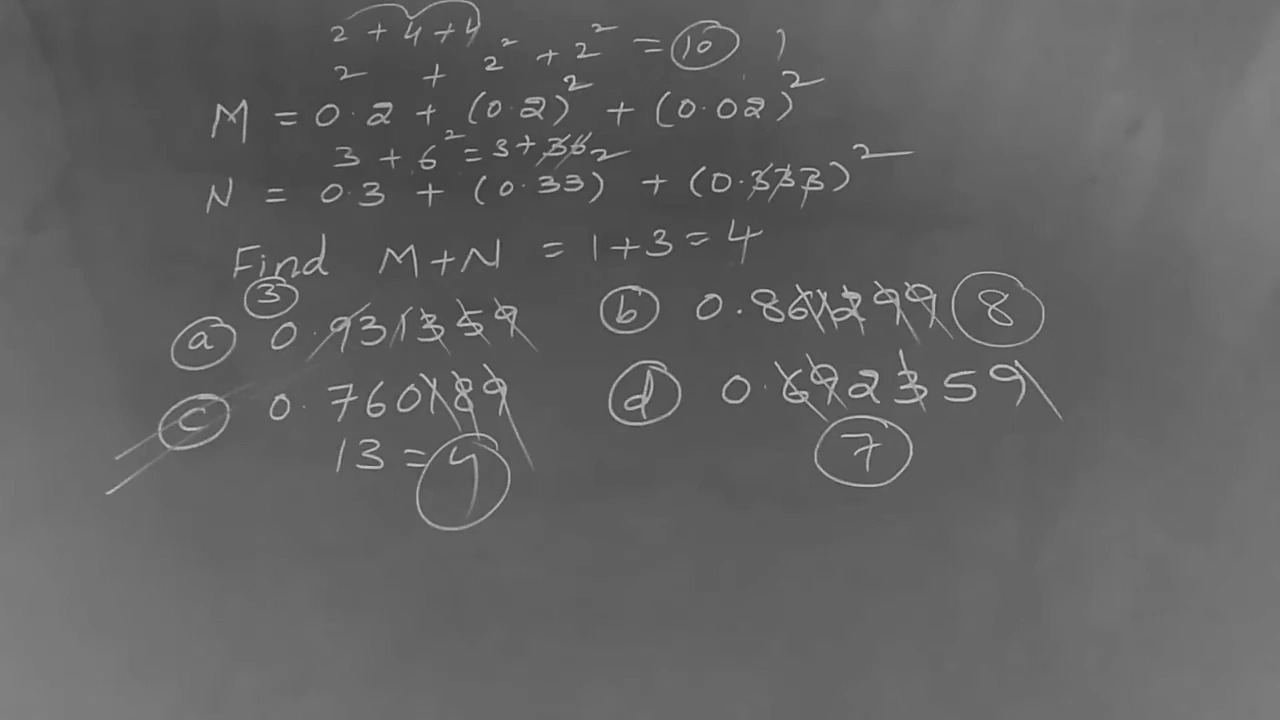 2 + 4 + 4
2 + 2² + 2² = 10 1
M = 0.2 + (0.2)² + (0.02)²
3 + 6² = 3 + 36
N = 0.3 + (0.33)² + (0.333)²
Find M+N = 1+3 = 4
3
a 0.931359 b 0.861299 8
c 0.760189 d 0.692359
13 = 4 7